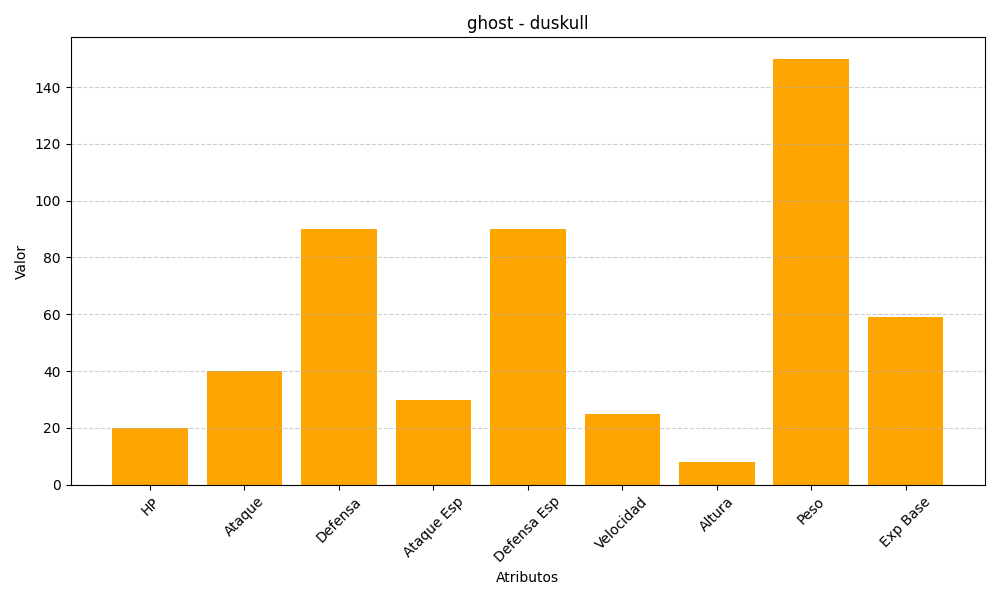 ghost - duskull
Valor
140
120
100
80
60
40
20
0
HP
Ataque
Defensa
Ataque Esp
Defensa Esp
Velocidad
Altura
Peso
Exp Base
Atributos